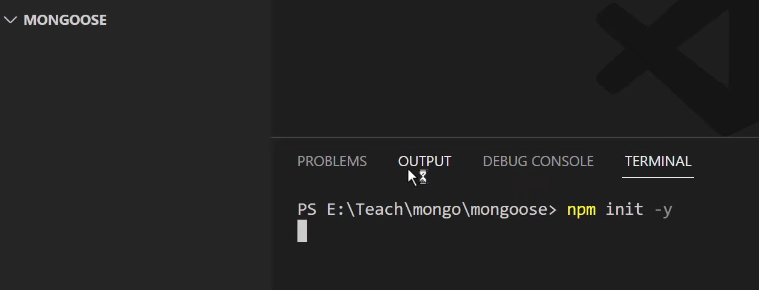 MONGOOSE
PROBLEMS OUTPUT DEBUG CONSOLE TERMINAL
PS E:\Teach\mongo\mongoose> npm init -y